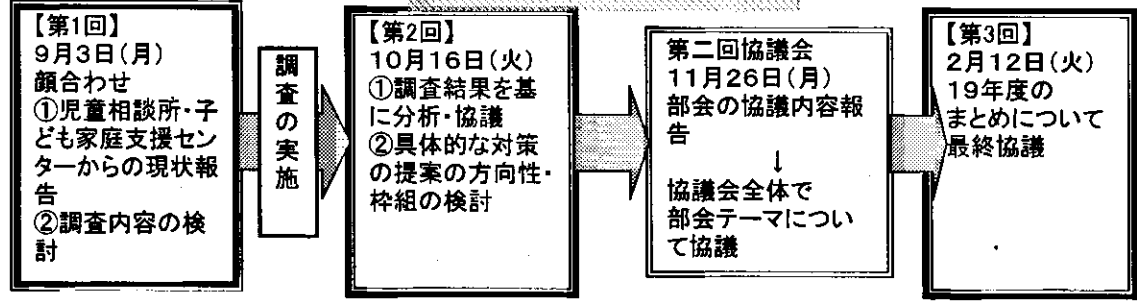 【第1回】
9月3日(月)
顔合わせ
①児童相談所・子
ども家庭支援セン
ターからの現状報
告
②調査内容の検
討
調査の実施
【第2回】
10月16日(火)
①調査結果を基
に分析・協議
②具体的な対策
の提案の方向性・
枠組の検討
第二回協議会
11月26日(月)
部会の協議内容報
告
↓
協議会全体で
部会テーマについ
て協議
【第3回】
2月12日(火)
19年度の
まとめについて
最終協議